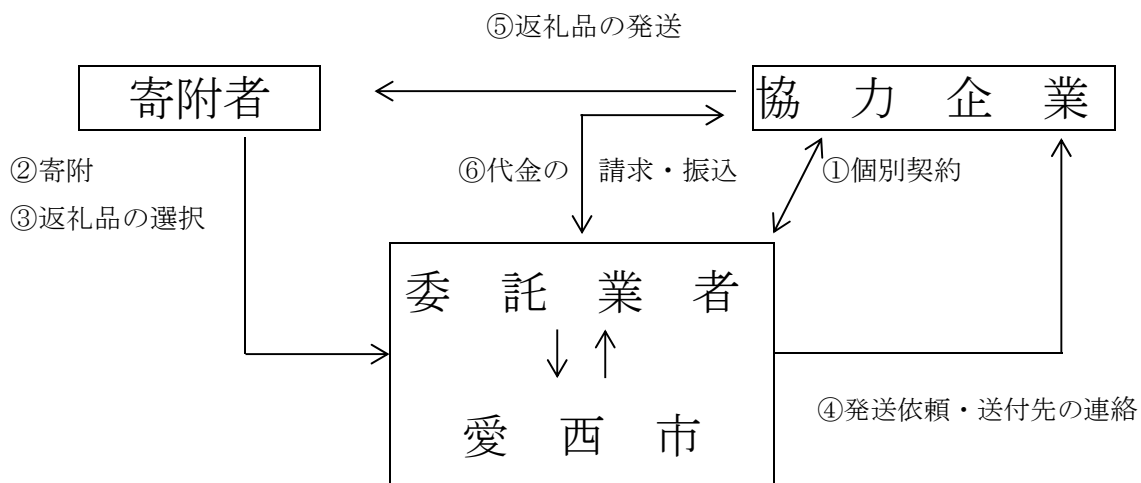 ⑤返礼品の発送
寄附者
協力企業
②寄附
③返礼品の選択
⑥代金の 請求・振込
①個別契約
委託業者
愛西市
④発送依頼・送付先の連絡